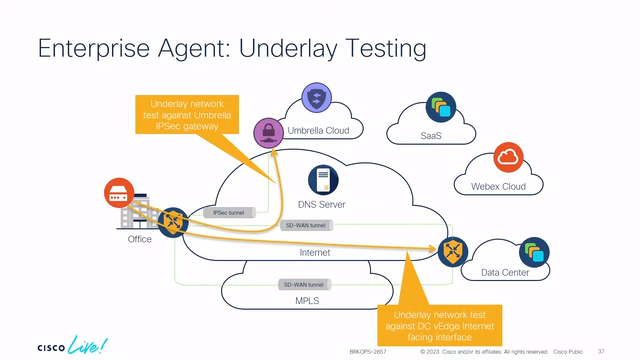 Enterprise Agent: Underlay Testing
Underlay network
test against Umbrella
IPSec gateway
Umbrella Cloud
SaaS
Webex Cloud
DNS Server
IPSec tunnel
SD-WAN tunnel
Office
Internet
Data Center
SD-WAN tunnel
MPLS
Underlay network test
against DC vEdge Internet
facing interface
CISCO Live!
BRKOPS-2857
© 2023 Cisco and/or its affiliates. All rights reserved. Cisco Public
37